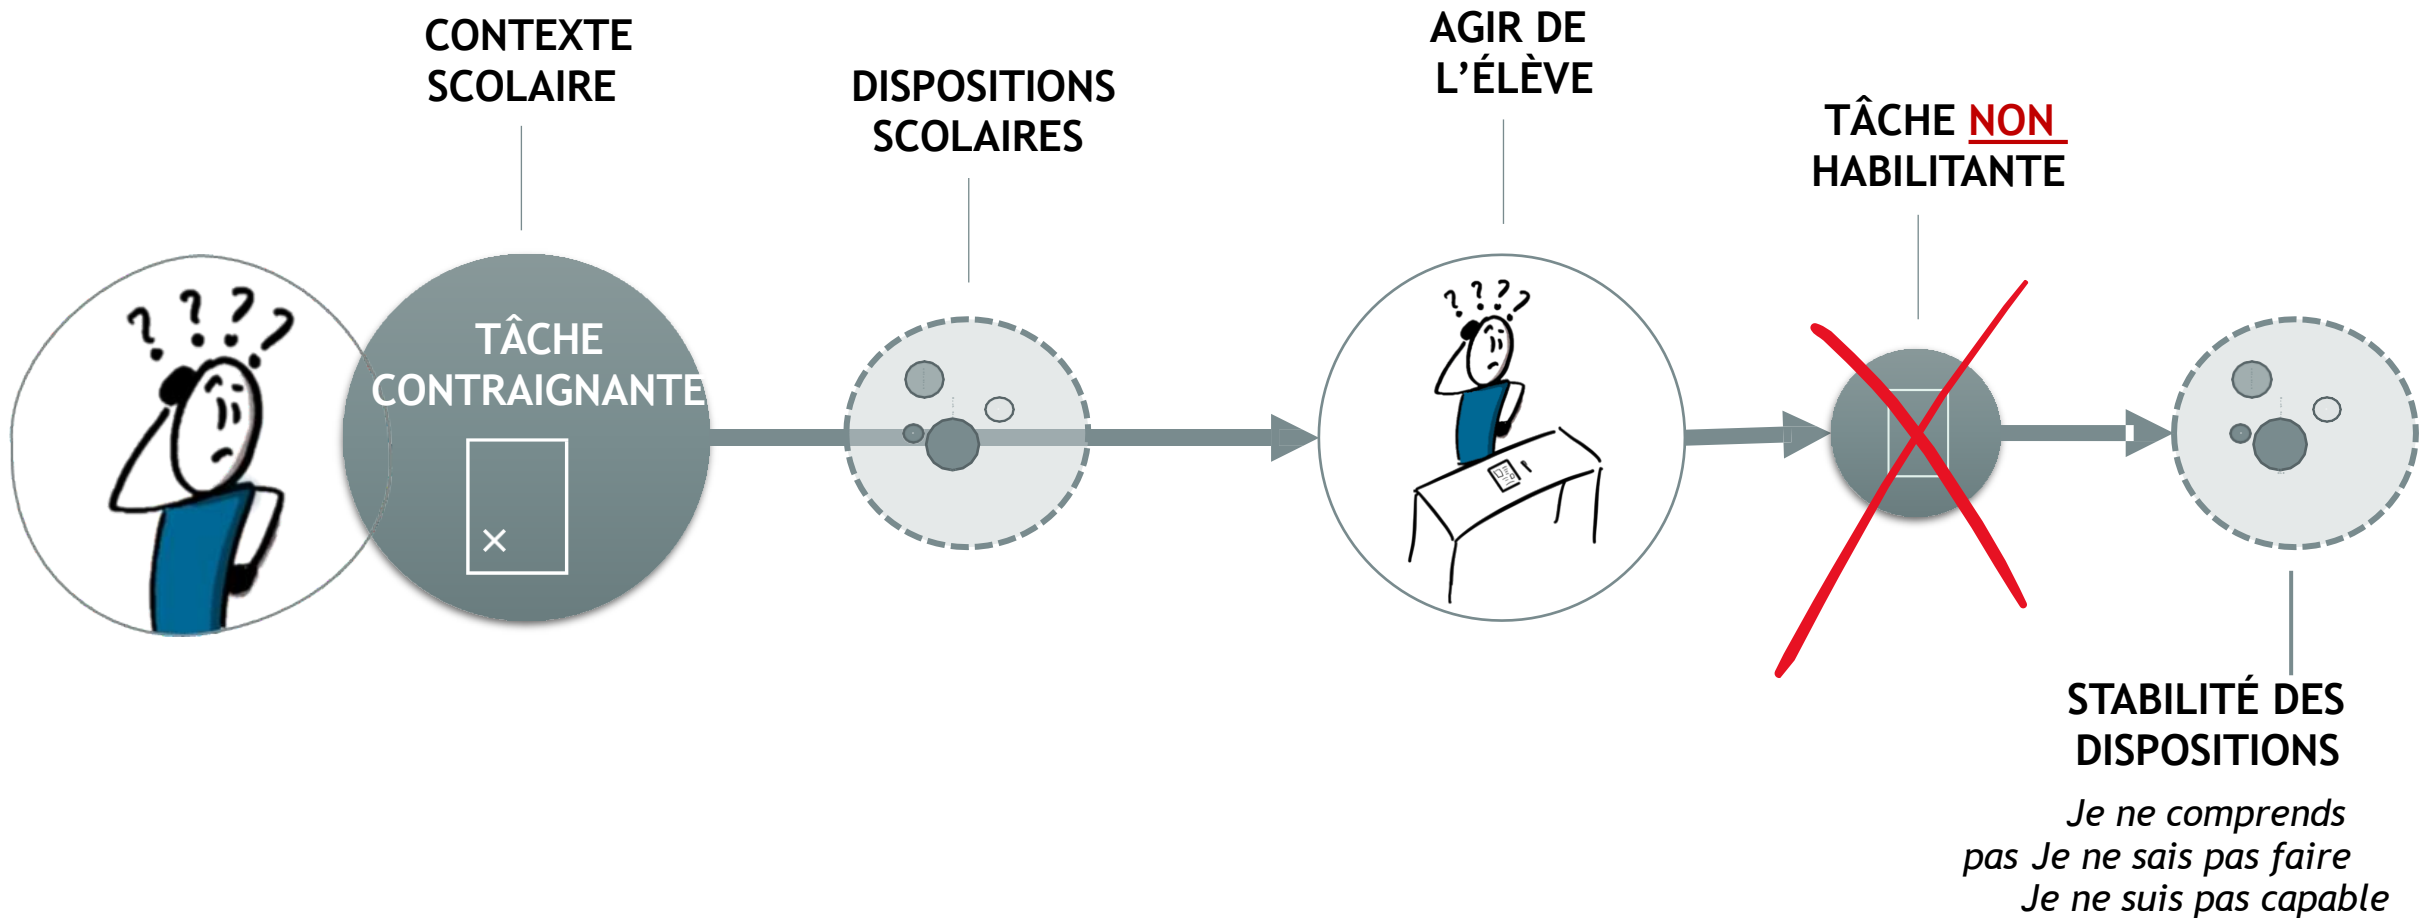 CONTEXTE
SCOLAIRE
DISPOSITIONS
SCOLAIRES
AGIR DE
L’ÉLÈVE
TÂCHE NON
HABILITANTE
? ? ? ?
TÂCHE
CONTRAIGNANTE
×
? ? ? ?
STABILITÉ DES
DISPOSITIONS
Je ne comprends
pas Je ne sais pas faire
Je ne suis pas capable